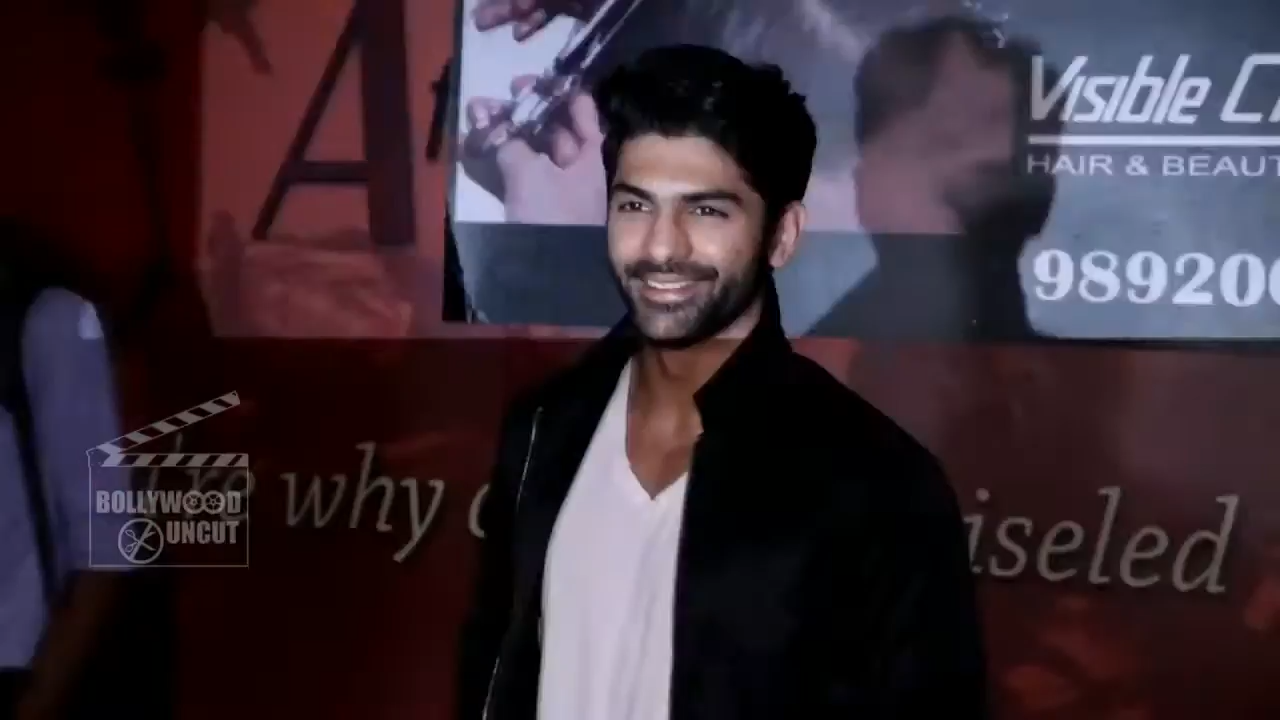 Visible C
HAIR & BEAUT
989200
why
iseled
BOLLYWOOD
UNCUT